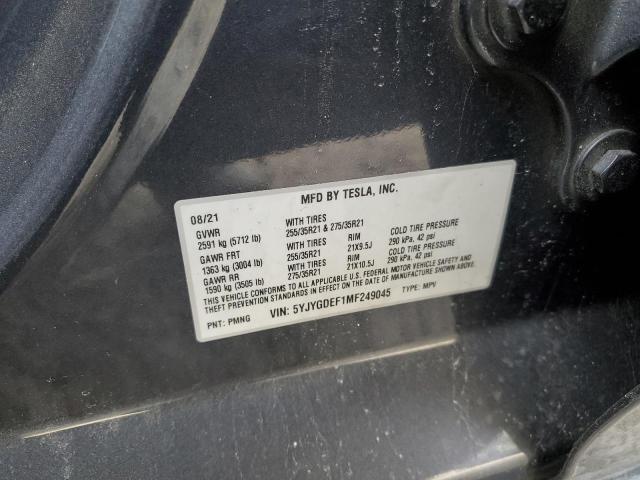 MFD BY TESLA, INC.
08/21
GVWR WITH TIRES
2591 kg (5712 lb) 255/35R21 & 275/35R21
GAWR FRT WITH TIRES RIM COLD TIRE PRESSURE
1363 kg (3004 lb) 255/35R21 21X9.5J 290 kPa, 42 psi
GAWR RR WITH TIRES RIM COLD TIRE PRESSURE
1590 kg (3505 lb) 275/35R21 21X10.5J 290 kPa, 42 psi
THIS VEHICLE CONFORMS TO ALL APPLICABLE U.S. FEDERAL MOTOR VEHICLE SAFETY AND
THEFT PREVENTION STANDARDS IN EFFECT ON THE DATE OF MANUFACTURE SHOWN ABOVE.
PNT: PMNG VIN: 5YJYGDEF1MF249045 TYPE: MPV